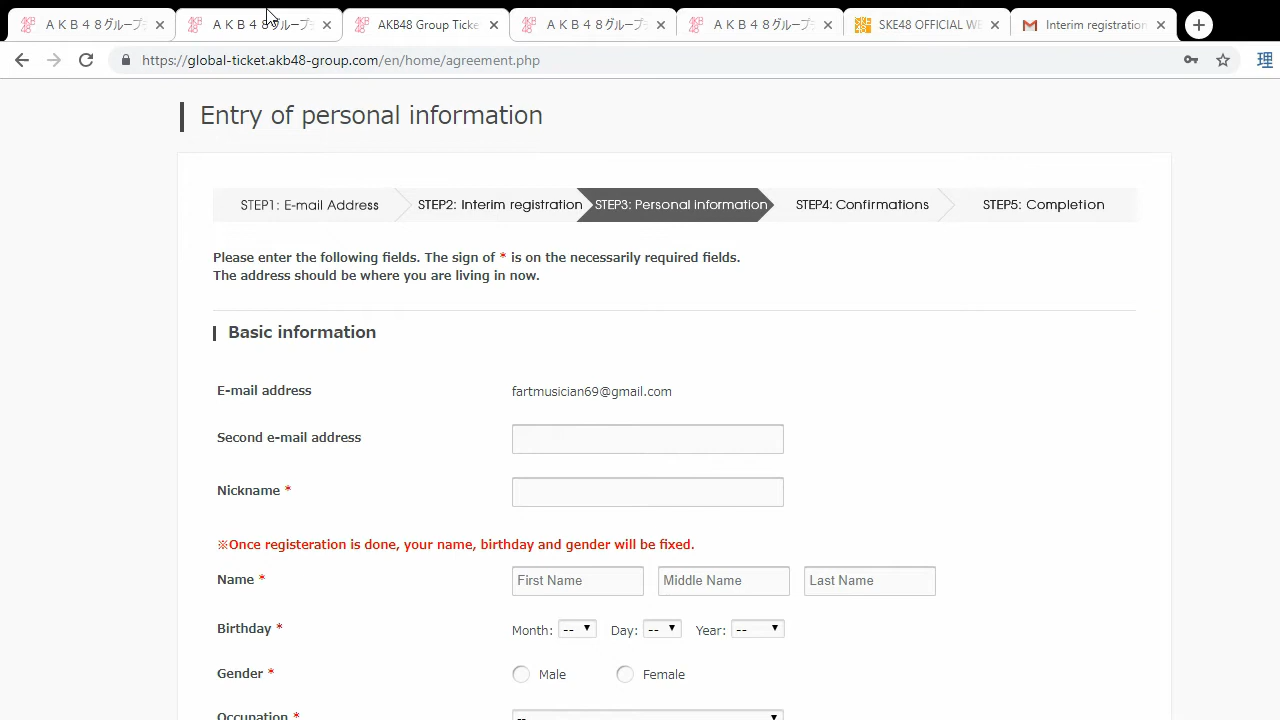 ＡＫＢ４８グループ
ＡＫＢ４８グループ
AKB48 Group Ticke
ＡＫＢ４８グループ
ＡＫＢ４８グループ
SKE48 OFFICIAL WE
Interim registration
https://global-ticket.akb48-group.com/en/home/agreement.php
理
Entry of personal information
STEP1: E-mail Address
STEP2: Interim registration
STEP3: Personal information
STEP4: Confirmations
STEP5: Completion
Please enter the following fields. The sign of * is on the necessarily required fields.
The address should be where you are living in now.
Basic information
E-mail address
fartmusician69@gmail.com
Second e-mail address
Nickname *
※Once registeration is done, your name, birthday and gender will be fixed.
Name *
First Name
Middle Name
Last Name
Birthday *
Month: -- Day: -- Year: --
Gender *
Male
Female
Occupation *
--